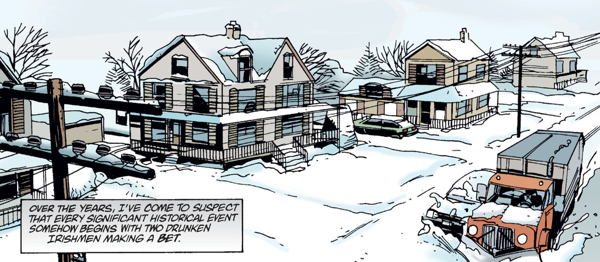 OVER THE YEARS, I'VE COME TO SUSPECT
THAT EVERY SIGNIFICANT HISTORICAL EVENT
SOMEHOW BEGINS WITH TWO DRUNKEN
IRISHMEN MAKING A BET.